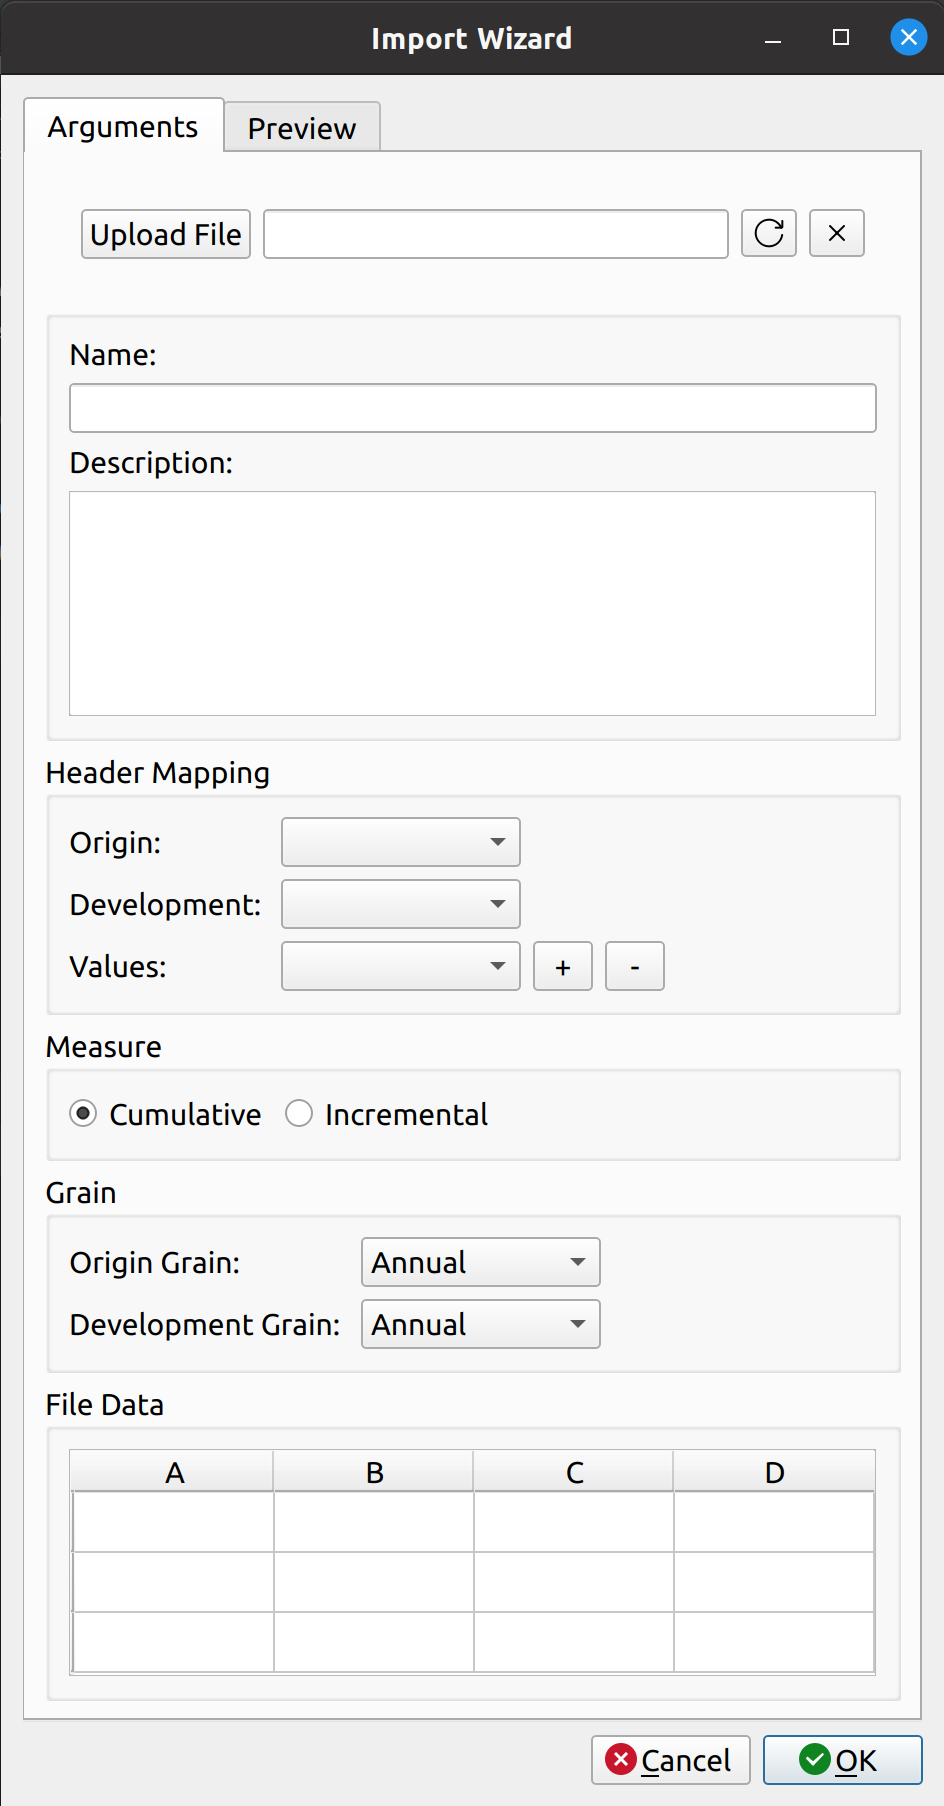 Import Wizard
Arguments Preview
Upload File
Name:
Description:
Header Mapping
Origin:
Development:
Values: + -
Measure
Cumulative Incremental
Grain
Origin Grain: Annual
Development Grain: Annual
File Data
A B C D
Cancel OK